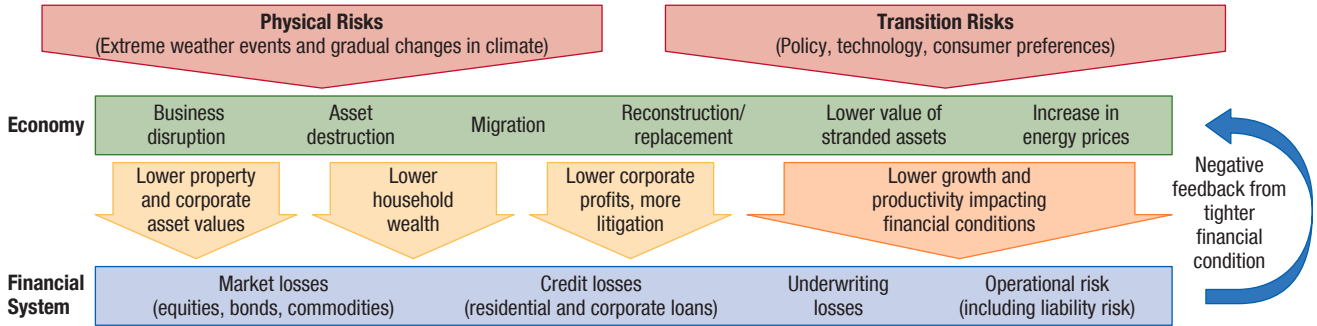 Physical Risks
(Extreme weather events and gradual changes in climate)
Transition Risks
(Policy, technology, consumer preferences)
Economy
Business
disruption
Asset
destruction
Migration
Reconstruction/
replacement
Lower value of
stranded assets
Increase in
energy prices
Lower property
and corporate
asset values
Lower
household
wealth
Lower corporate
profits, more
litigation
Lower growth and
productivity impacting
financial conditions
Negative
feedback from
tighter
financial
condition
Financial
System
Market losses
(equities, bonds, commodities)
Credit losses
(residential and corporate loans)
Underwriting
losses
Operational risk
(including liability risk)